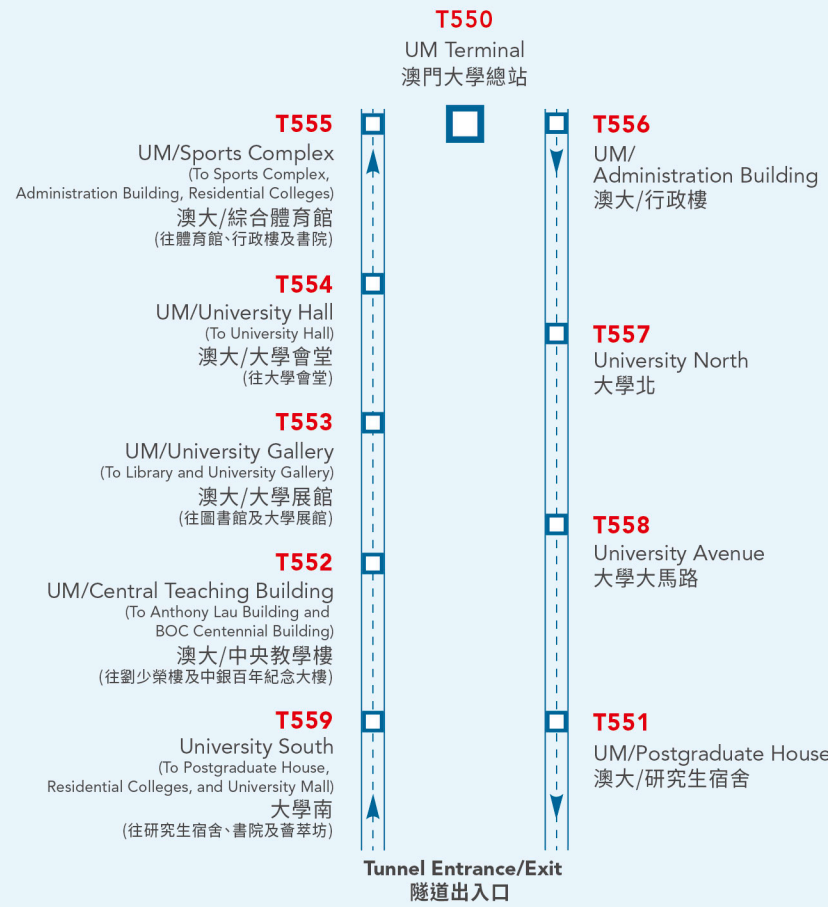 T550
UM Terminal
澳門大學總站
T555
UM/Sports Complex
(To Sports Complex,
Administration Building, Residential Colleges)
澳大/綜合體育館
(往體育館、行政樓及書院)
T554
UM/University Hall
(To University Hall)
澳大/大學會堂
(往大學會堂)
T553
UM/University Gallery
(To Library and University Gallery)
澳大/大學展館
(往圖書館及大學展館)
T552
UM/Central Teaching Building
(To Anthony Lau Building and
BOC Centennial Building)
澳大/中央教學樓
(往劉少榮樓及中銀百年紀念大樓)
T559
University South
(To Postgraduate House,
Residential Colleges, and University Mall)
大學南
(往研究生宿舍、書院及薈萃坊)
T556
UM/
Administration Building
澳大/行政樓
T557
University North
大學北
T558
University Avenue
大學大馬路
T551
UM/Postgraduate House
澳大/研究生宿舍
Tunnel Entrance/Exit
隧道出入口